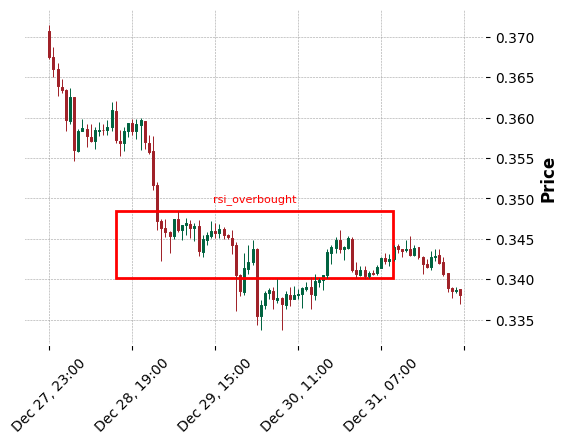 rsi_overbought
0.370
0.365
0.360
0.355
0.350
0.345
0.340
0.335
Price
Dec 27, 23:00
Dec 28, 19:00
Dec 29, 15:00
Dec 30, 11:00
Dec 31, 07:00